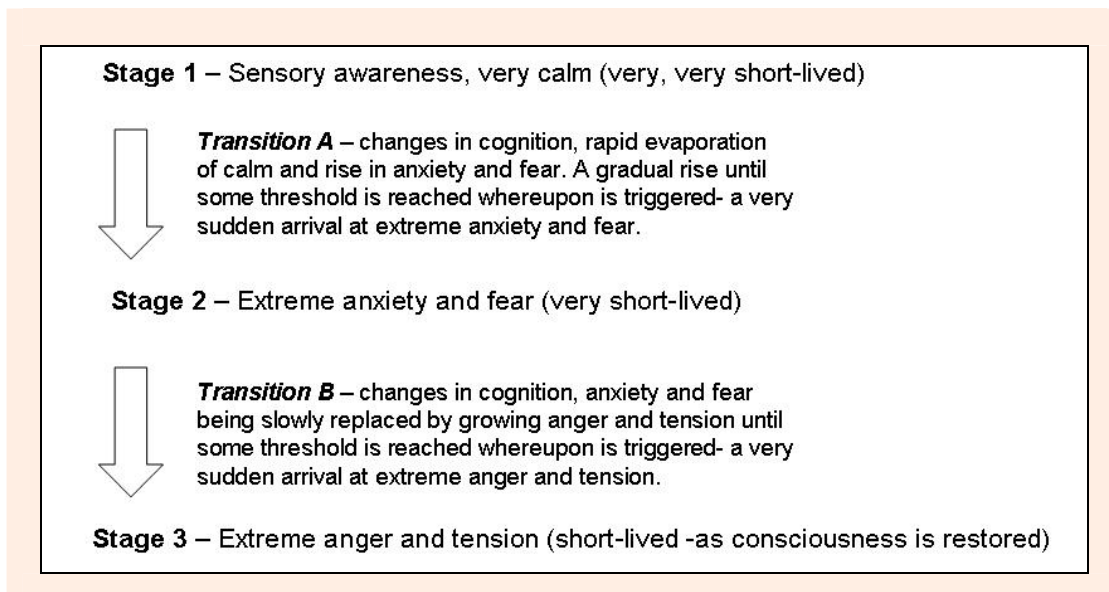 Stage 1 – Sensory awareness, very calm (very, very short-lived)
Transition A – changes in cognition, rapid evaporation
of calm and rise in anxiety and fear. A gradual rise until
some threshold is reached whereupon is triggered- a very
sudden arrival at extreme anxiety and fear.
Stage 2 – Extreme anxiety and fear (very short-lived)
Transition B – changes in cognition, anxiety and fear
being slowly replaced by growing anger and tension until
some threshold is reached whereupon is triggered- a very
sudden arrival at extreme anger and tension.
Stage 3 – Extreme anger and tension (short-lived -as consciousness is restored)